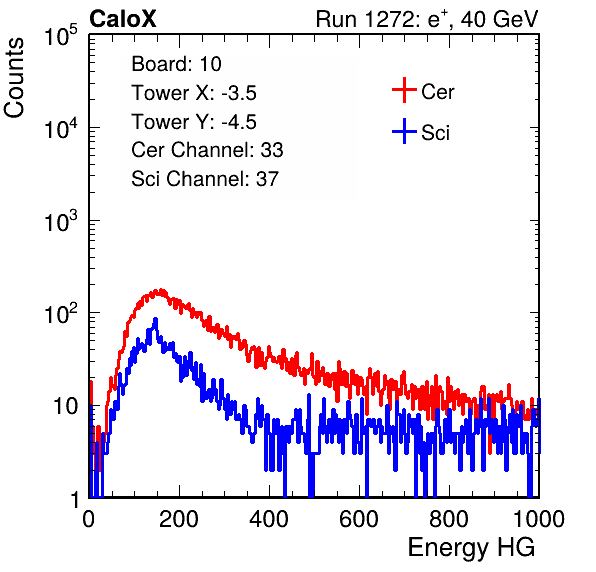 CaloX Run 1272: e+, 40 GeV
Counts
Board: 10
Tower X: -3.5
Tower Y: -4.5
Cer Channel: 33
Sci Channel: 37
Cer
Sci
10^5
10^4
10^3
10^2
10
1
0 200 400 600 800 1000
Energy HG